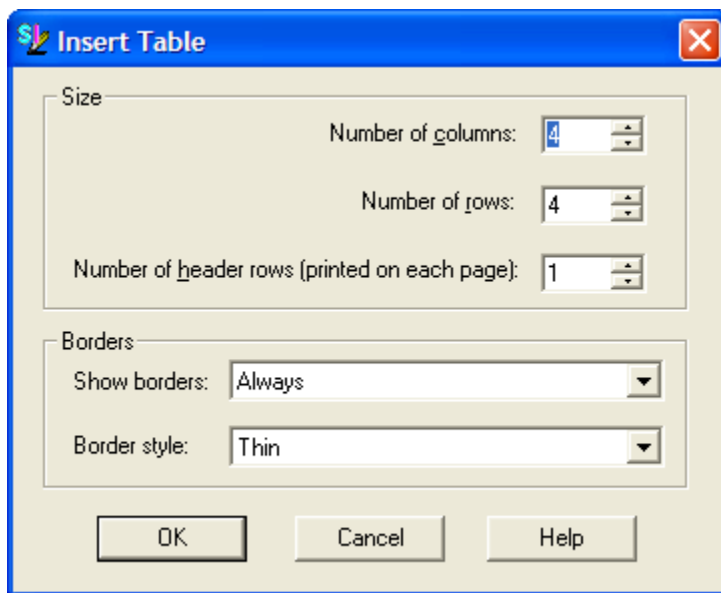 Insert Table
Size
Number of columns: 4
Number of rows: 4
Number of header rows (printed on each page): 1
Borders
Show borders: Always
Border style: Thin
OK Cancel Help